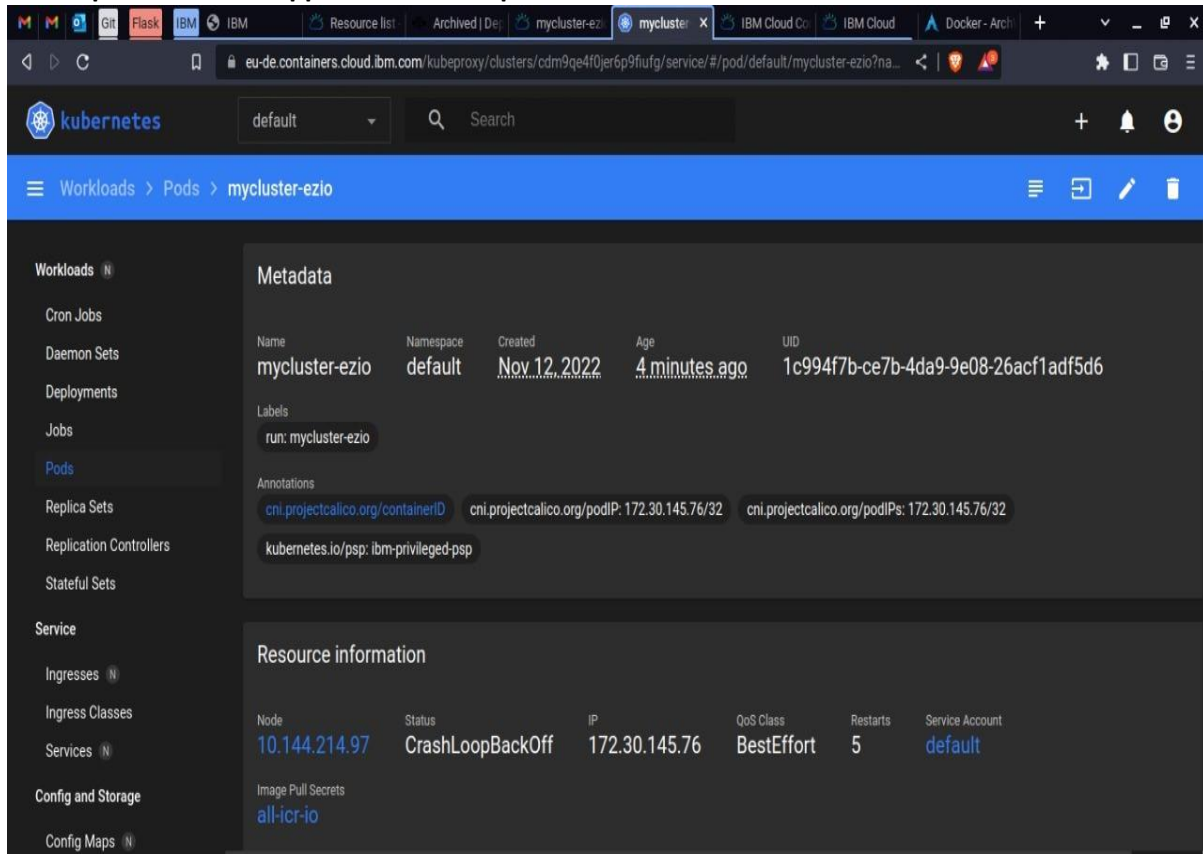 Git Flask IBM IBM Resource list Archived | Dep mycluster-ezi mycluster IBM Cloud Co IBM Cloud Docker - Arch
eu-de.containers.cloud.ibm.com/kubeproxy/clusters/cdm9qe4f0jer6p9fiufg/service/#/pod/default/mycluster-ezio?na...
kubernetes default Search
Workloads > Pods > mycluster-ezio
Workloads N
Cron Jobs
Daemon Sets
Deployments
Jobs
Pods
Replica Sets
Replication Controllers
Stateful Sets
Service
Ingresses N
Ingress Classes
Services N
Config and Storage
Config Maps N
Metadata
Name Namespace Created Age UID
mycluster-ezio default Nov 12, 2022 4 minutes ago 1c994f7b-ce7b-4da9-9e08-26acf1adf5d6
Labels
run: mycluster-ezio
Annotations
cni.projectcalico.org/containerID cni.projectcalico.org/podIP: 172.30.145.76/32 cni.projectcalico.org/podIPs: 172.30.145.76/32
kubernetes.io/psp: ibm-privileged-psp
Resource information
Node Status IP QoS Class Restarts Service Account
10.144.214.97 CrashLoopBackOff 172.30.145.76 BestEffort 5 default
Image Pull Secrets
all-icr-io